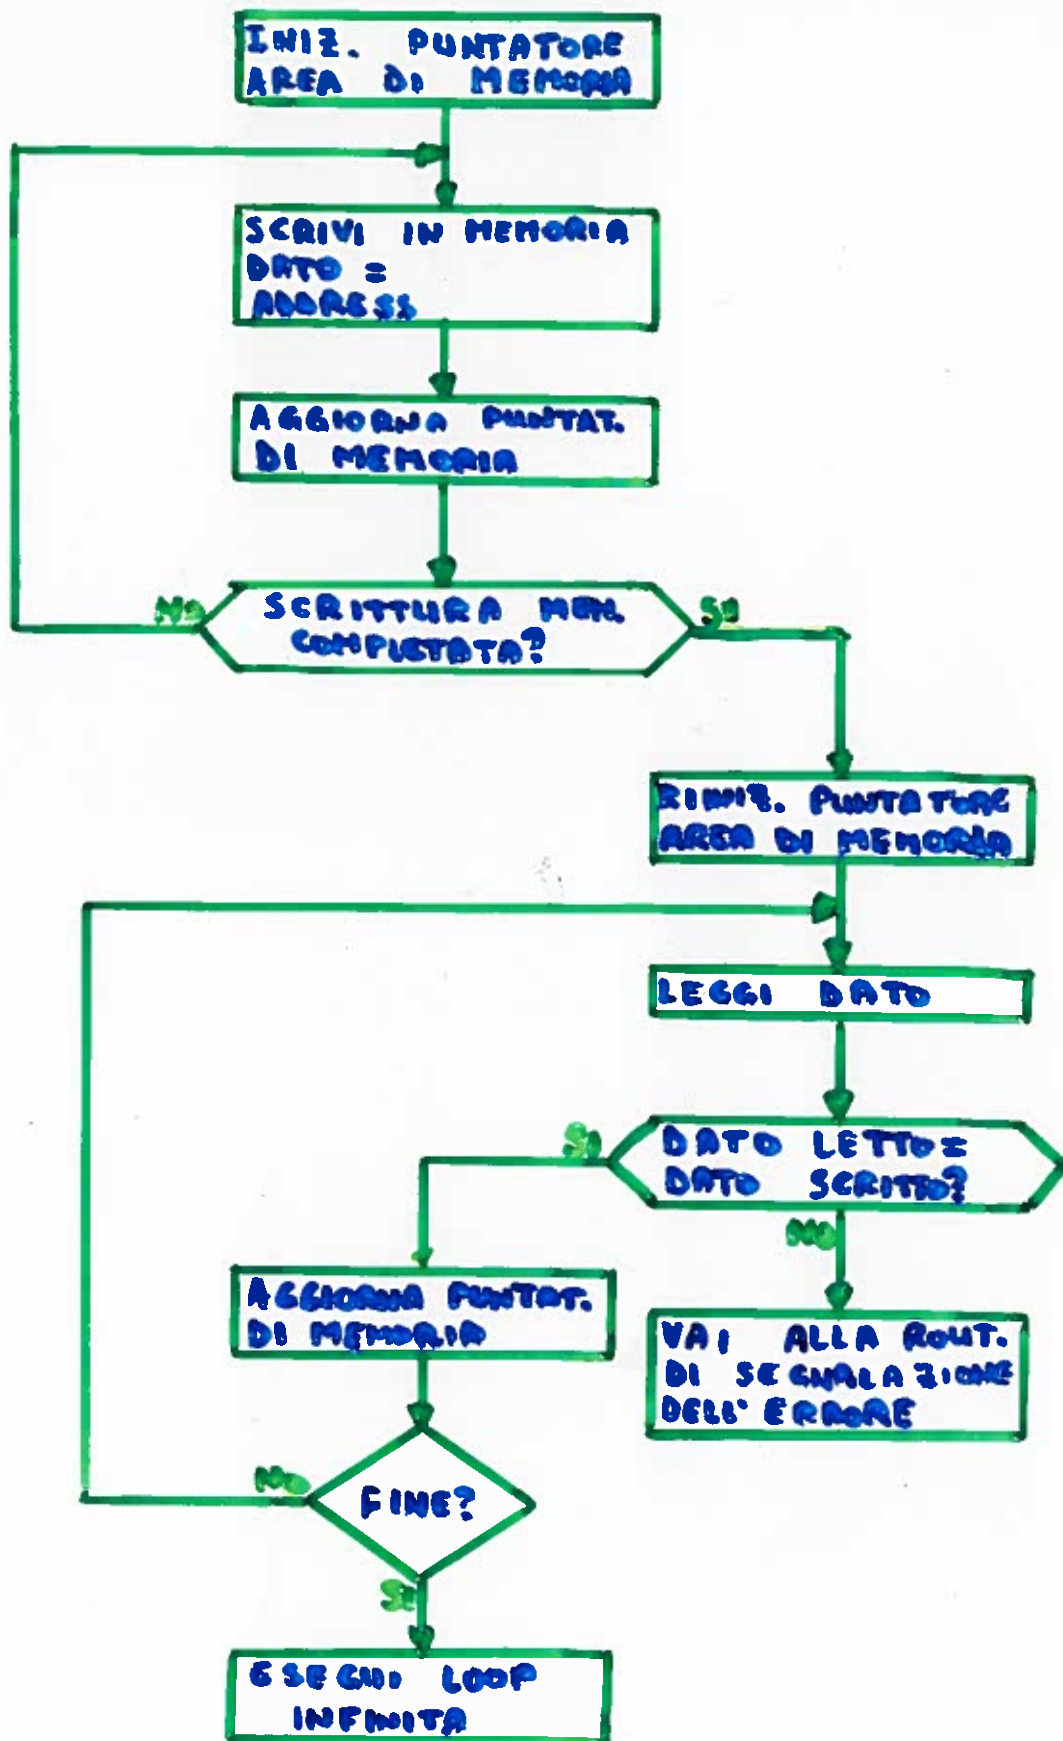 INIZ. PUNTATORE
AREA DI MEMORIA
SCRIVI IN MEMORIA
DATO =
ADDRESS
AGGIORNA PUNTAT.
DI MEMORIA
NO
SCRITTURA MEM.
COMPLETATA?
SI
RINIZ. PUNTATORE
AREA DI MEMORIA
LEGGI DATO
SI
DATO LETTO =
DATO SCRITTO?
NO
AGGIORNA PUNTAT.
DI MEMORIA
VAI ALLA ROUT.
DI SEGNALAZIONE
DELL' ERRORE
NO
FINE?
SI
ESEGUI LOOP
INFINITA